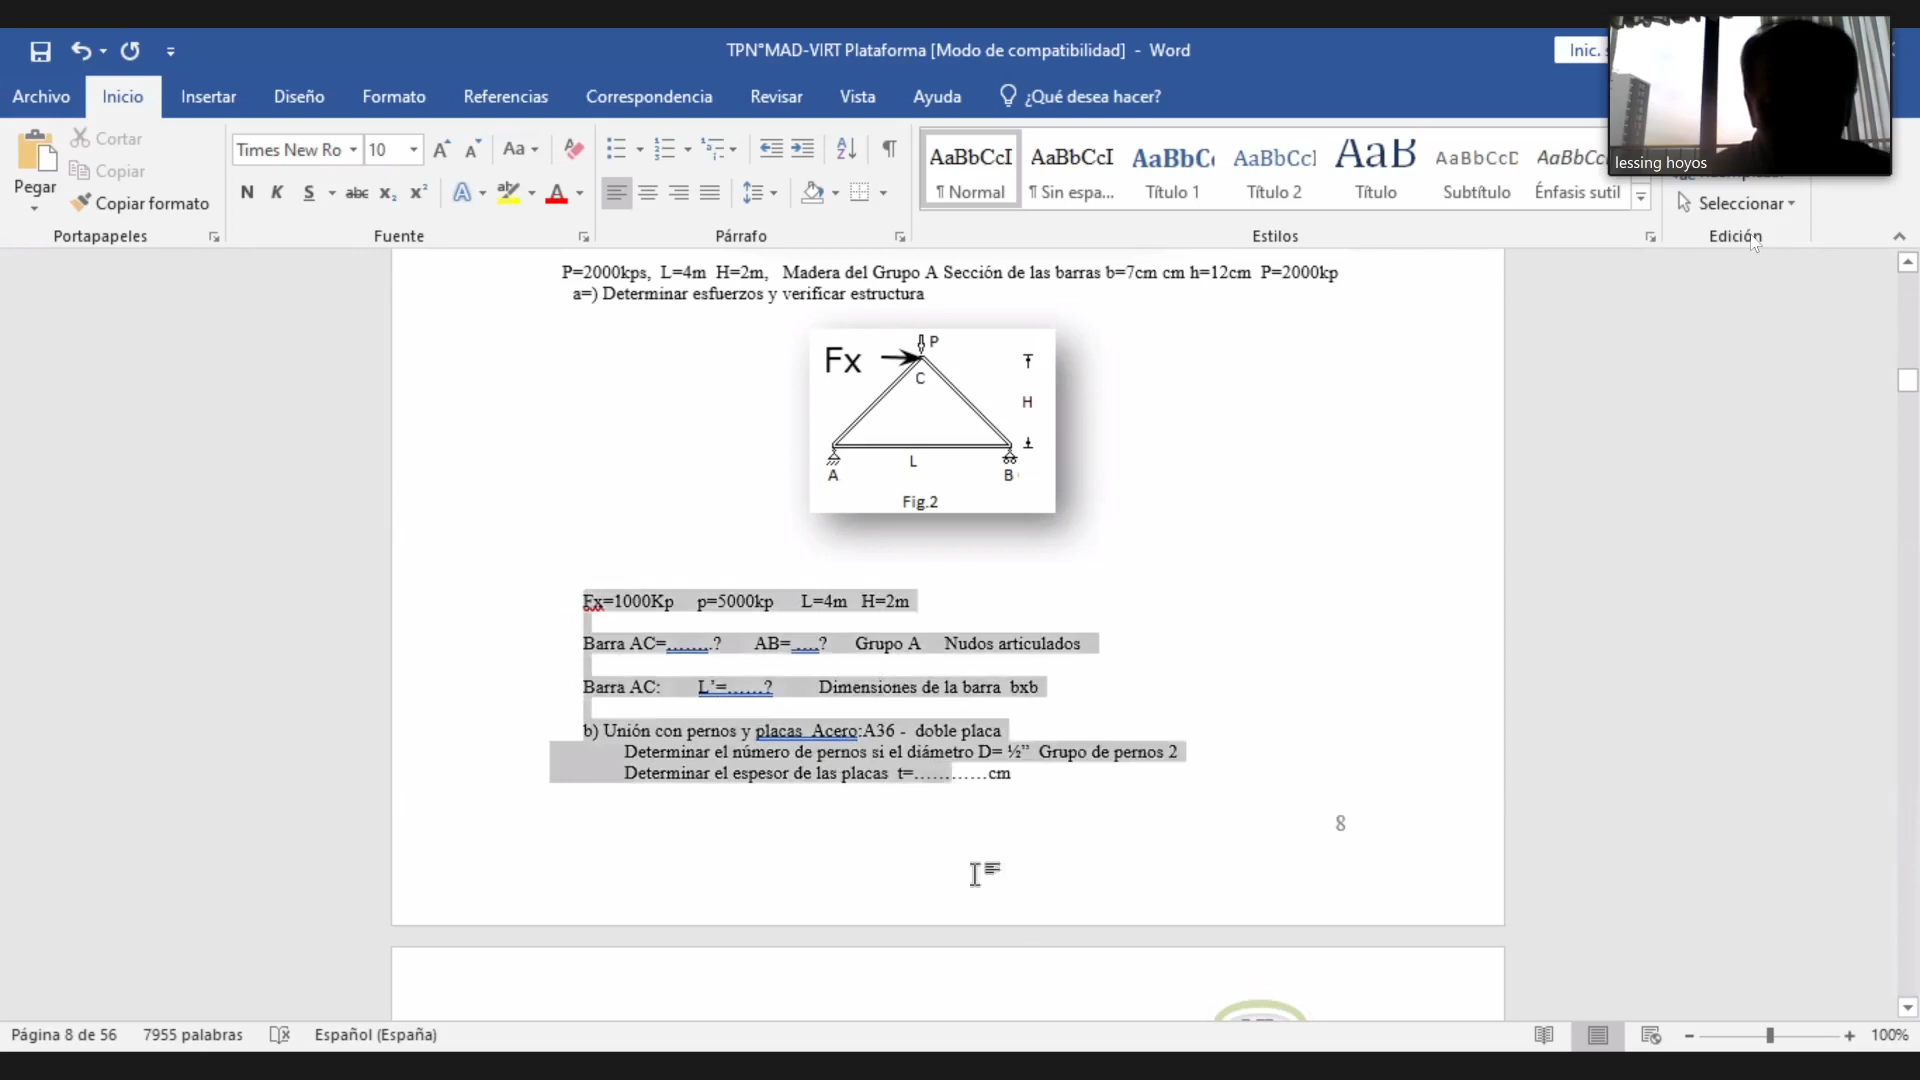 TPN°MAD-VIRT Plataforma [Modo de compatibilidad] - Word
Inic.
Archivo Inicio Insertar Diseño Formato Referencias Correspondencia Revisar Vista Ayuda ¿Qué desea hacer?
Pegar
Cortar
Copiar
Copiar formato
Portapapeles
Times New Ro 10
Fuente
Párrafo
AaBbCcI AaBbCcI AaBbC AaBbCcI AaB AaBbCcD AaBbCc
¶ Normal ¶ Sin espa... Título 1 Título 2 Título Subtítulo Énfasis sutil
Estilos
Seleccionar
Edición
lessing hoyos
P=2000kps, L=4m H=2m, Madera del Grupo A Sección de las barras b=7cm cm h=12cm P=2000kp
a=) Determinar esfuerzos y verificar estructura
Fx
P
C
H
L
A
B
Fig.2
Fx=1000Kp p=5000kp L=4m H=2m
Barra AC=…….? AB=….? Grupo A Nudos articulados
Barra AC: L’=……? Dimensiones de la barra bxb
b) Unión con pernos y placas Acero:A36 - doble placa
Determinar el número de pernos si el diámetro D= ½” Grupo de pernos 2
Determinar el espesor de las placas t=…………cm
8
Página 8 de 56 7955 palabras Español (España) 100%